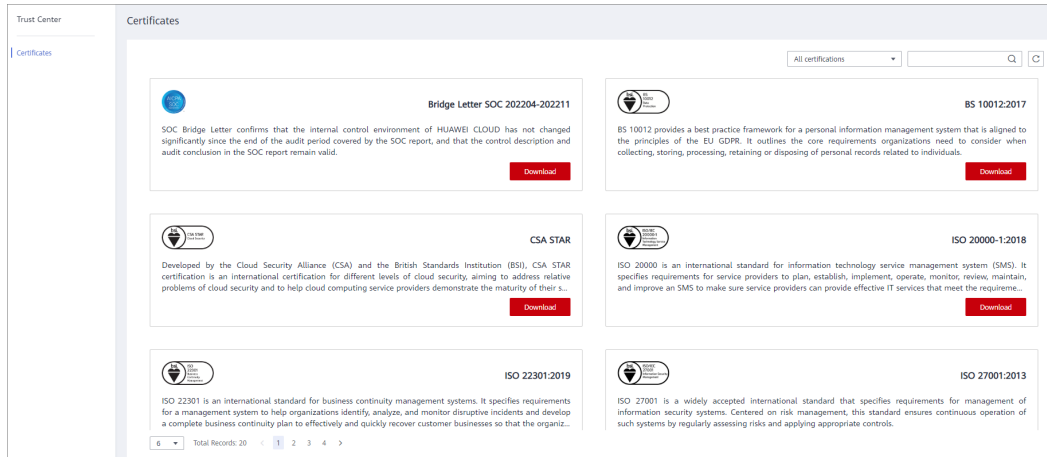 Trust Center
Certificates
Certificates
All certifications
Bridge Letter SOC 202204-202211
SOC Bridge Letter confirms that the internal control environment of HUAWEI CLOUD has not changed
significantly since the end of the audit period covered by the SOC report, and that the control description and
audit conclusion in the SOC report remain valid.
Download
BS 10012:2017
BS 10012 provides a best practice framework for a personal information management system that is aligned to
the principles of the EU GDPR. It outlines the core requirements organizations need to consider when
collecting, storing, processing, retaining or disposing of personal records related to individuals.
Download
CSA STAR
Developed by the Cloud Security Alliance (CSA) and the British Standards Institution (BSI), CSA STAR
certification is an international certification for different levels of cloud security, aiming to address relative
problems of cloud security and to help cloud computing service providers demonstrate the maturity of their s...
Download
ISO 20000-1:2018
ISO 20000 is an international standard for information technology service management system (SMS). It
specifies requirements for service providers to plan, establish, implement, operate, monitor, review, maintain,
and improve an SMS to make sure service providers can provide effective IT services that meet the requireme...
Download
ISO 22301:2019
ISO 22301 is an international standard for business continuity management systems. It specifies requirements
for a management system to help organizations identify, analyze, and monitor disruptive incidents and develop
a complete business continuity plan to effectively and quickly recover customer businesses so that the organiz...
ISO 27001:2013
ISO 27001 is a widely accepted international standard that specifies requirements for management of
information security systems. Centered on risk management, this standard ensures continuous operation of
such systems by regularly assessing risks and applying appropriate controls.
6 Total Records: 20 < 1 2 3 4 >